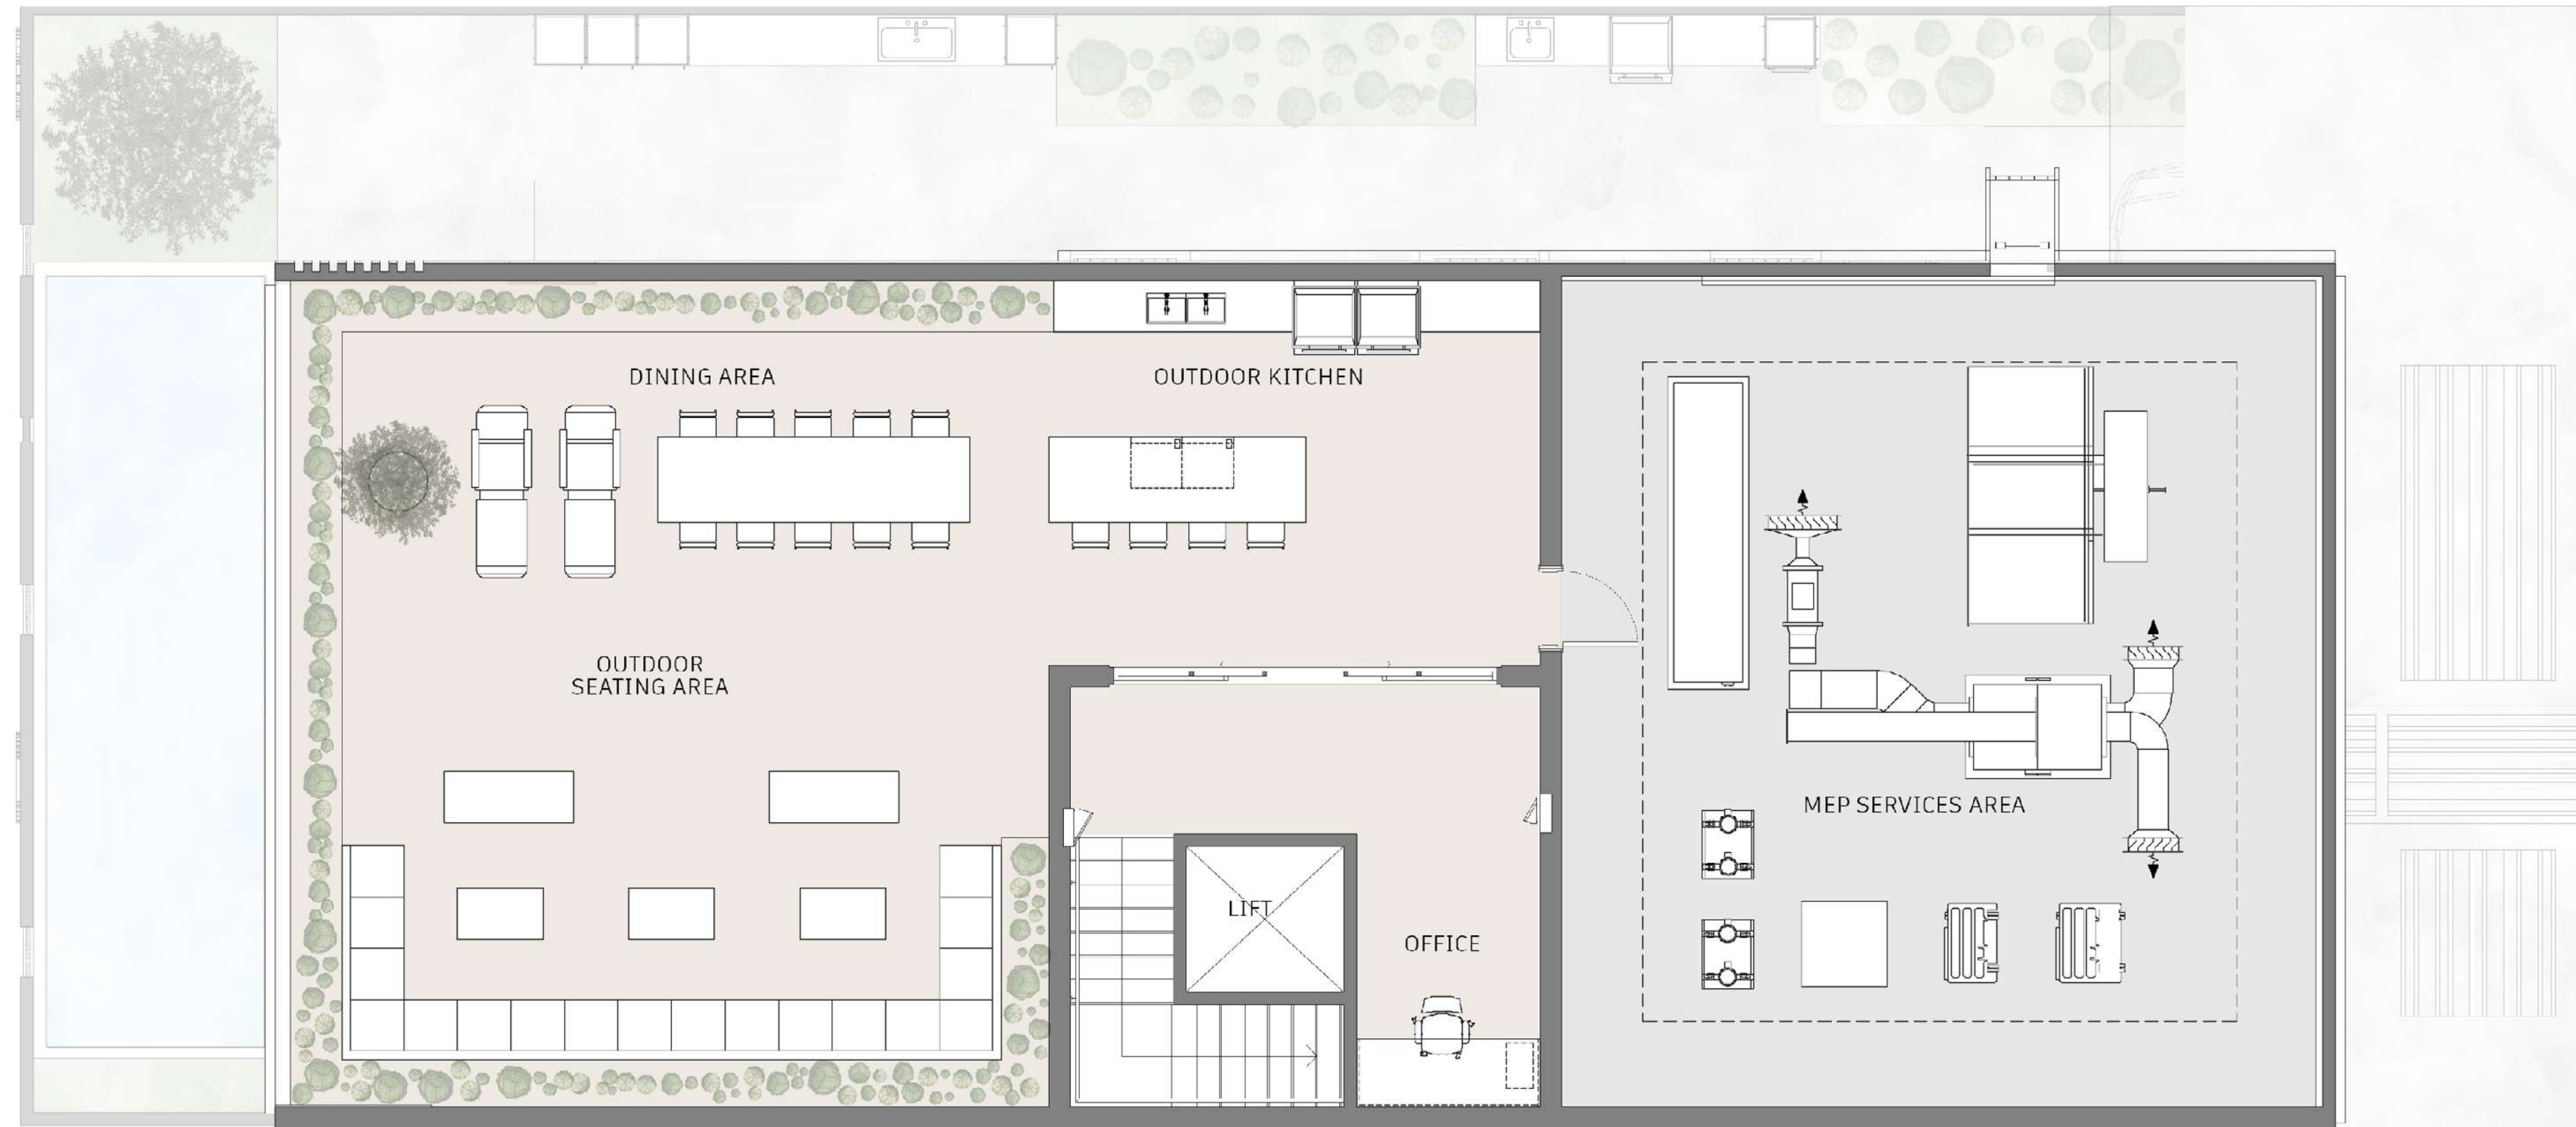 DINING AREA
OUTDOOR KITCHEN
OUTDOOR
SEATING AREA
MEP SERVICES AREA
LIFT
OFFICE